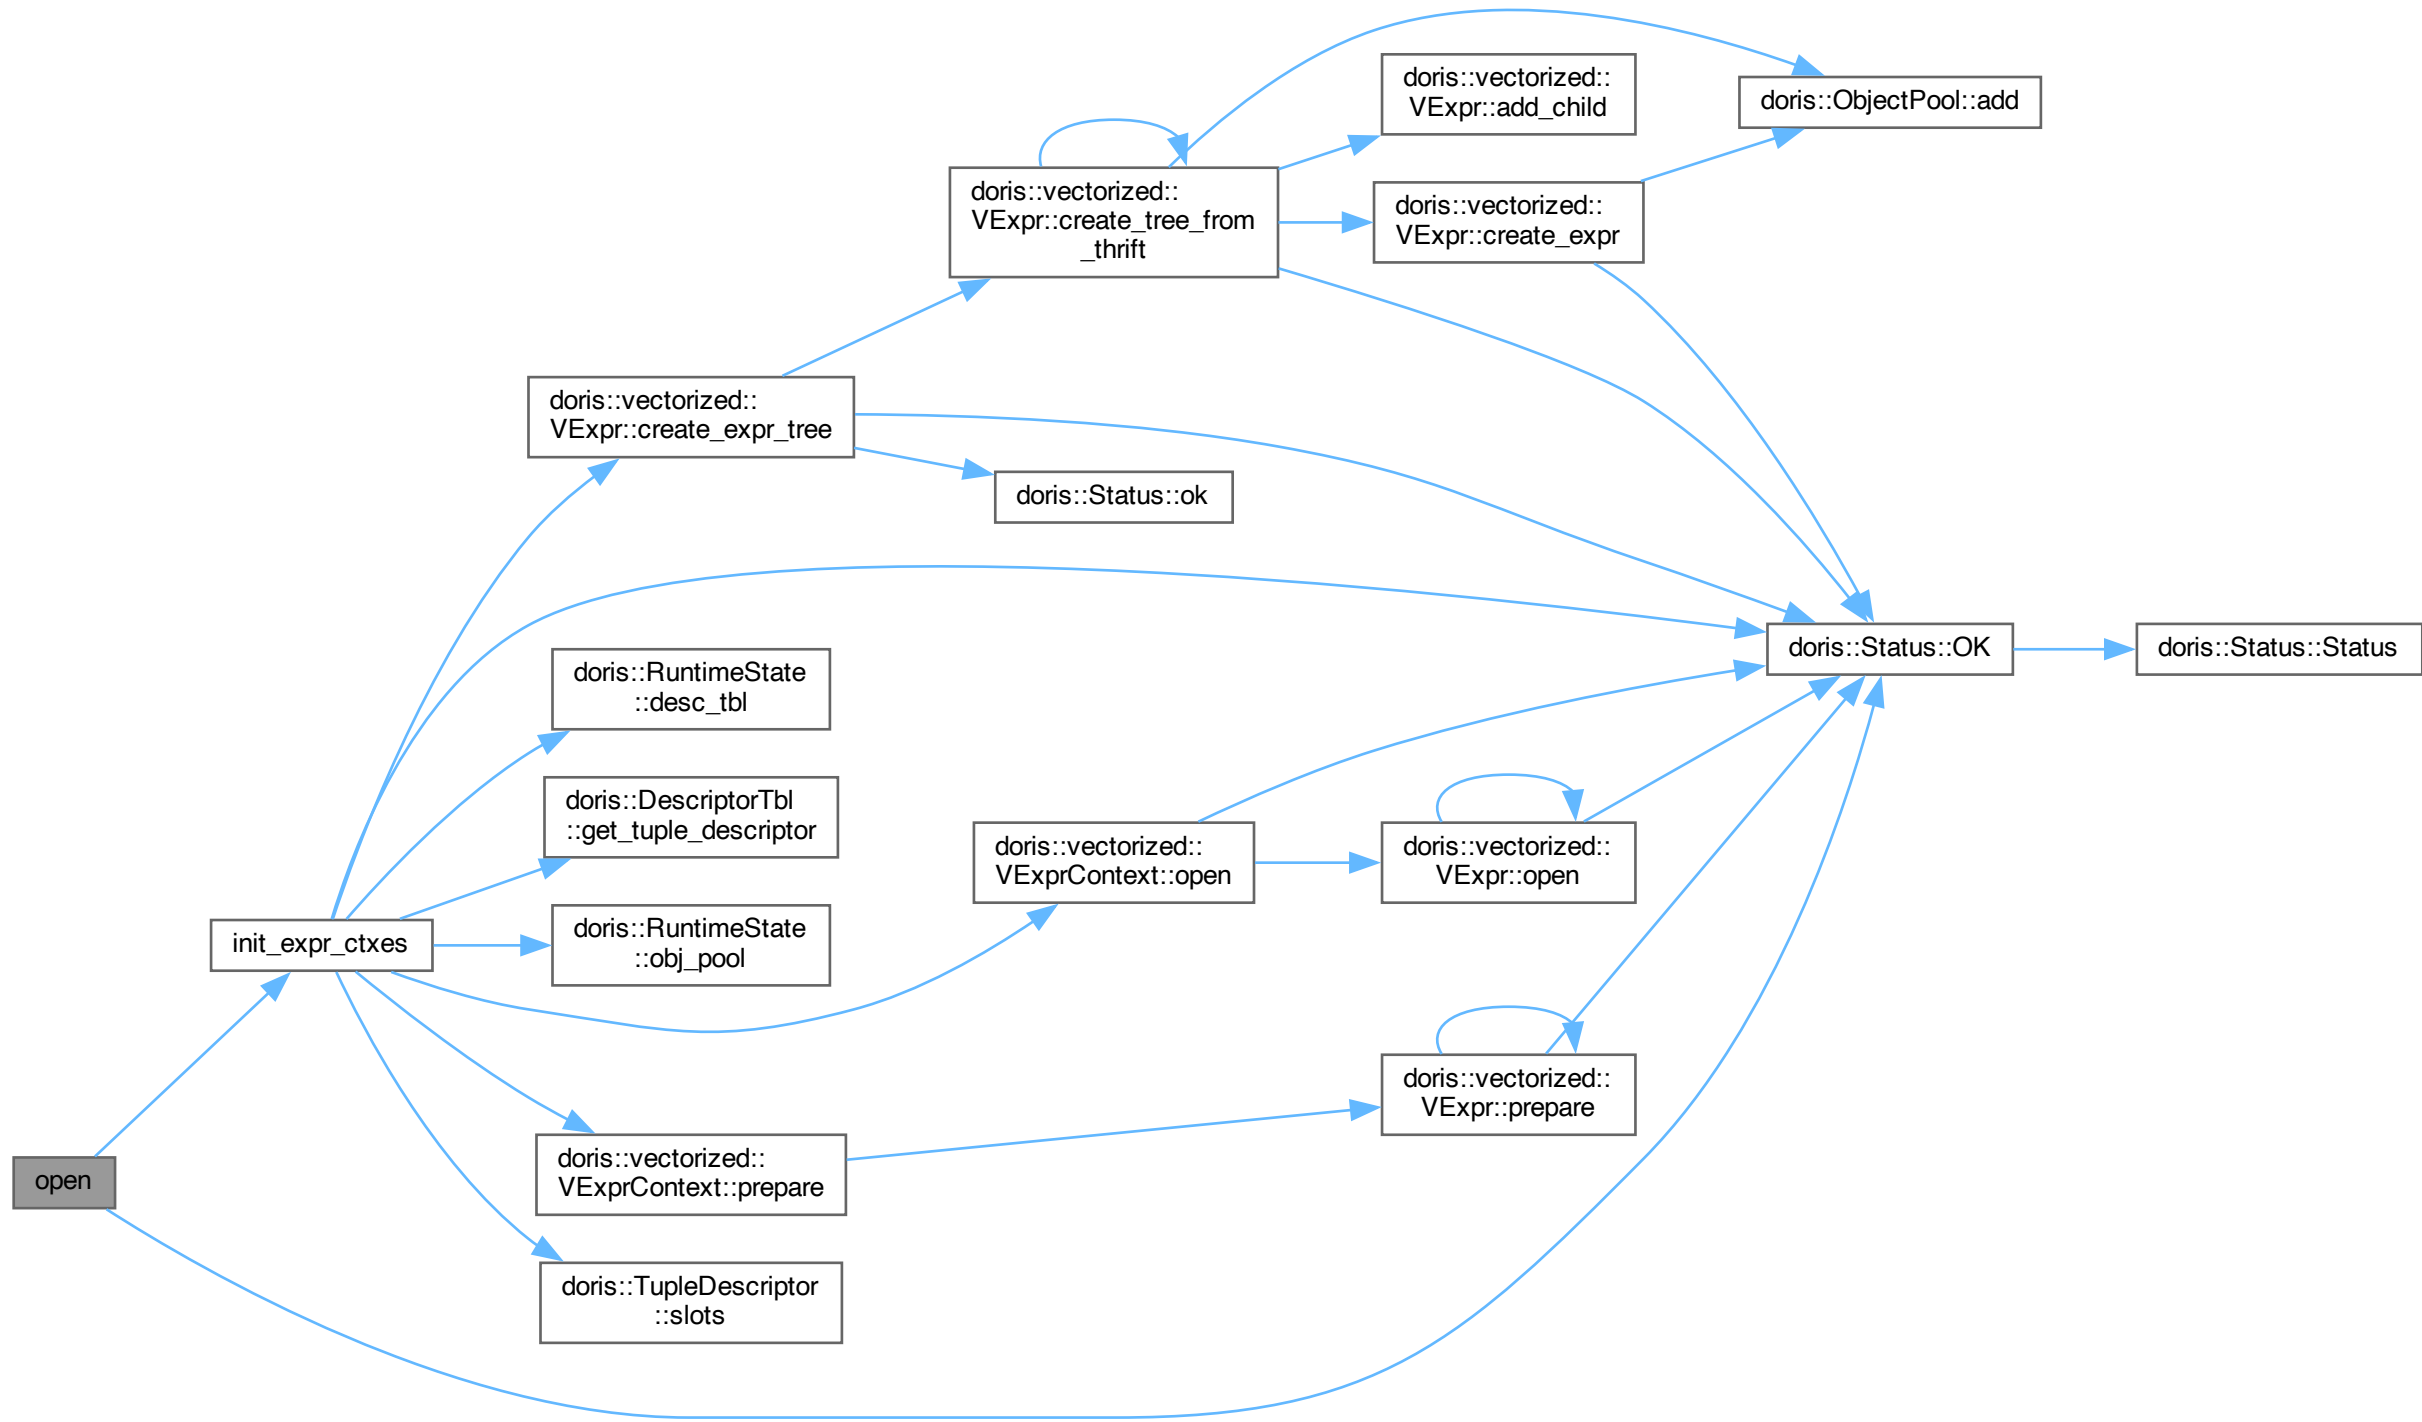 doris::vectorized::
VExpr::add_child
doris::ObjectPool::add
doris::vectorized::
VExpr::create_tree_from
_thrift
doris::vectorized::
VExpr::create_expr
doris::vectorized::
VExpr::create_expr_tree
doris::Status::ok
doris::RuntimeState
::desc_tbl
doris::Status::OK
doris::Status::Status
doris::DescriptorTbl
::get_tuple_descriptor
doris::vectorized::
VExprContext::open
doris::vectorized::
VExpr::open
init_expr_ctxes
doris::RuntimeState
::obj_pool
doris::vectorized::
VExpr::prepare
open
doris::vectorized::
VExprContext::prepare
doris::TupleDescriptor
::slots